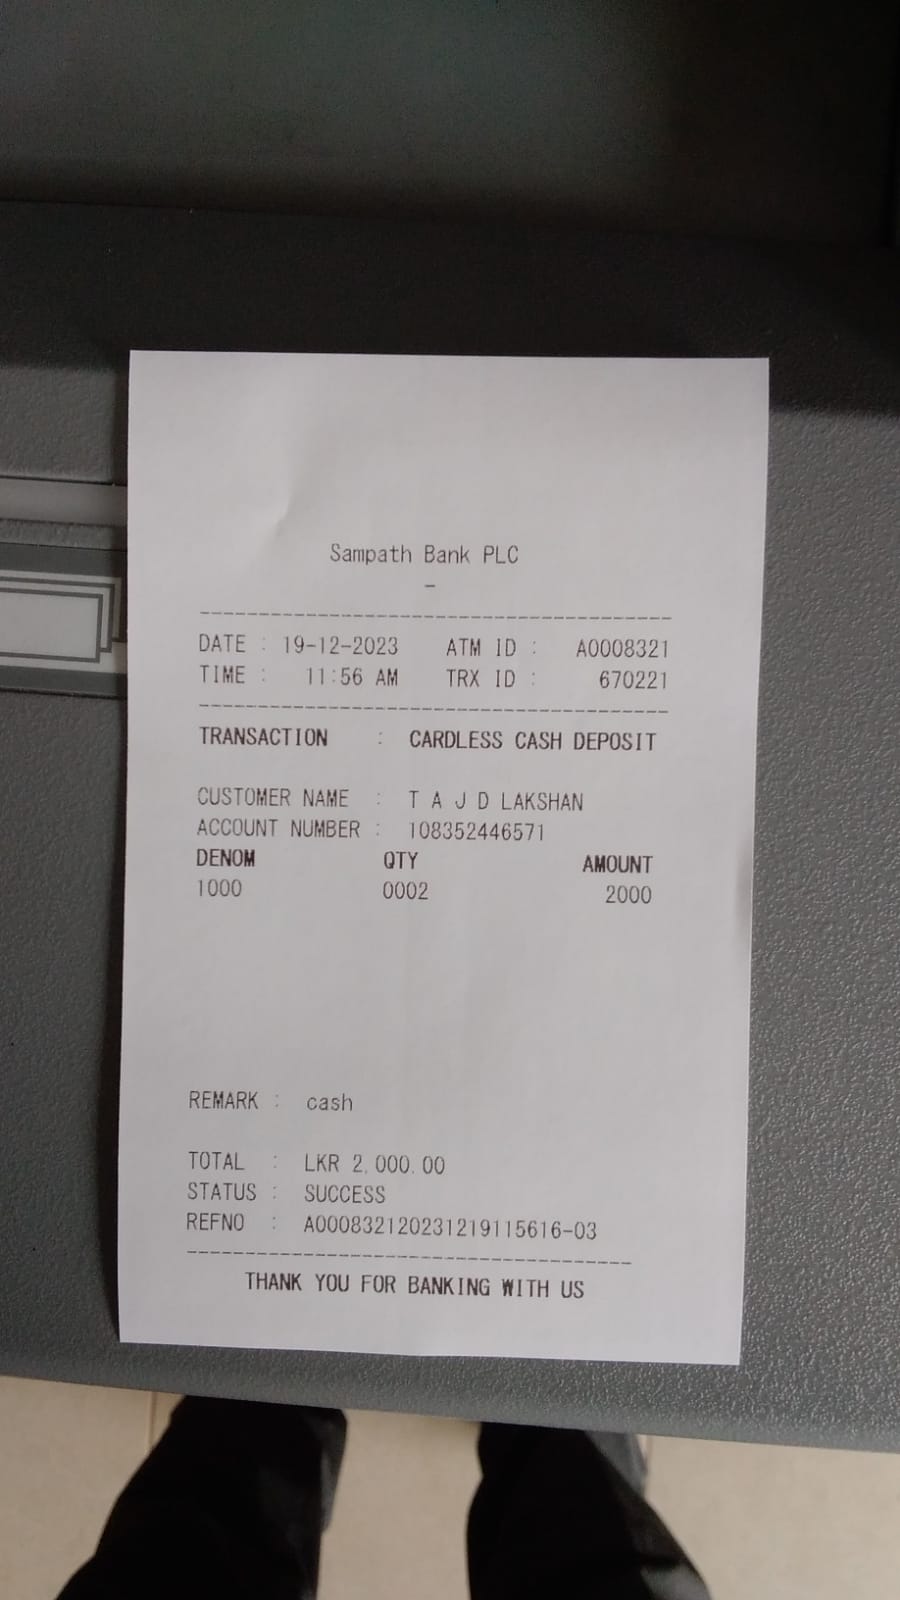 Sampath Bank PLC
-
DATE : 19-12-2023 ATM ID : A0008321
TIME : 11:56 AM TRX ID : 670221
TRANSACTION : CARDLESS CASH DEPOSIT
CUSTOMER NAME : T A J D LAKSHAN
ACCOUNT NUMBER : 108352446571
DENOM QTY AMOUNT
1000 0002 2000
REMARK : cash
TOTAL : LKR 2,000.00
STATUS : SUCCESS
REFNO : A000832120231219115616-03
THANK YOU FOR BANKING WITH US